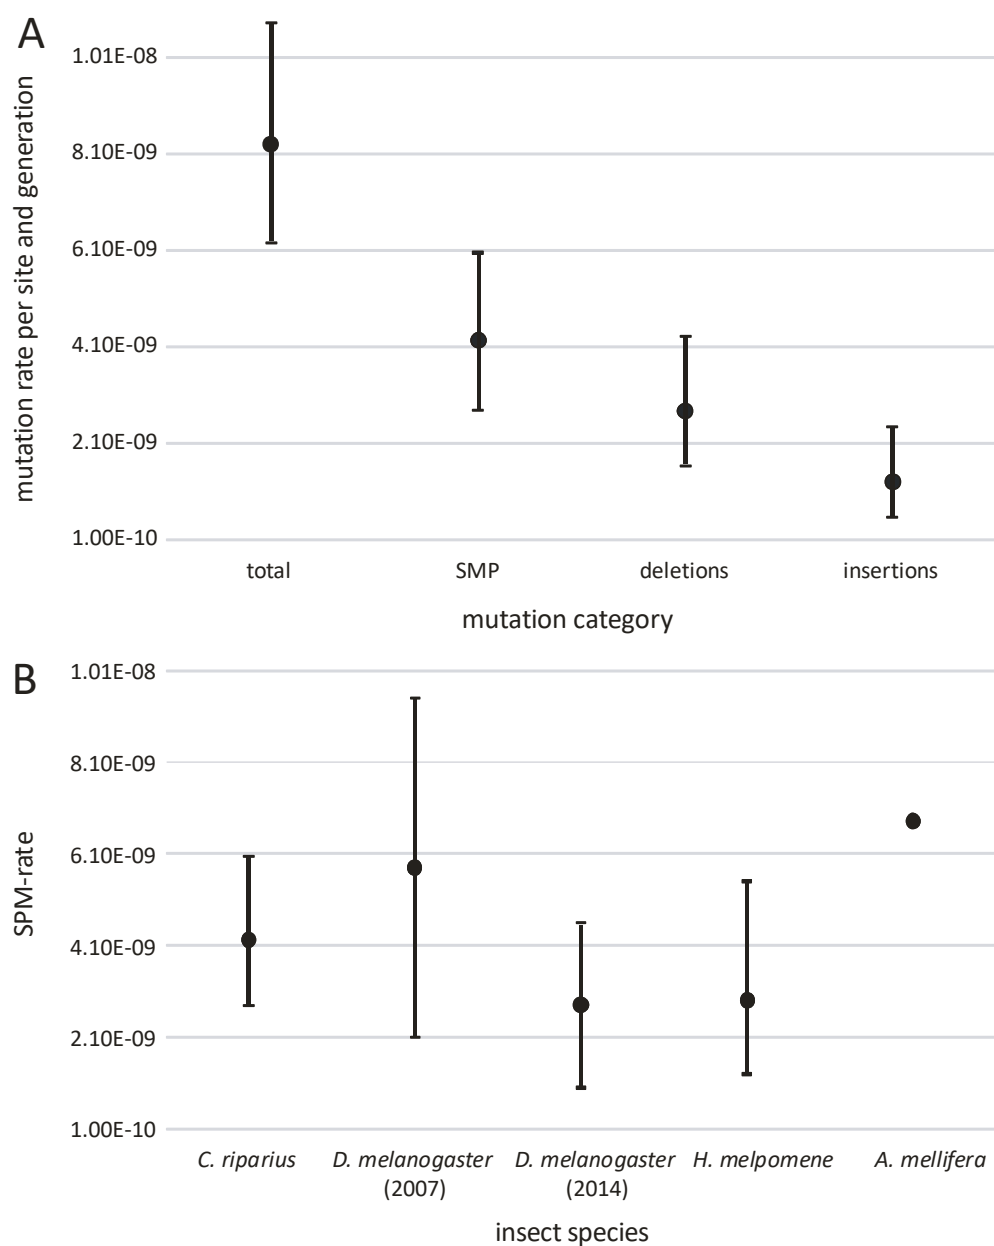 A
mutation rate per site and generation
1.01E-08
8.10E-09
6.10E-09
4.10E-09
2.10E-09
1.00E-10
total SMP deletions insertions
mutation category
B
SPM-rate
1.01E-08
8.10E-09
6.10E-09
4.10E-09
2.10E-09
1.00E-10
C. riparius D. melanogaster D. melanogaster H. melpomene A. mellifera
(2007) (2014)
insect species